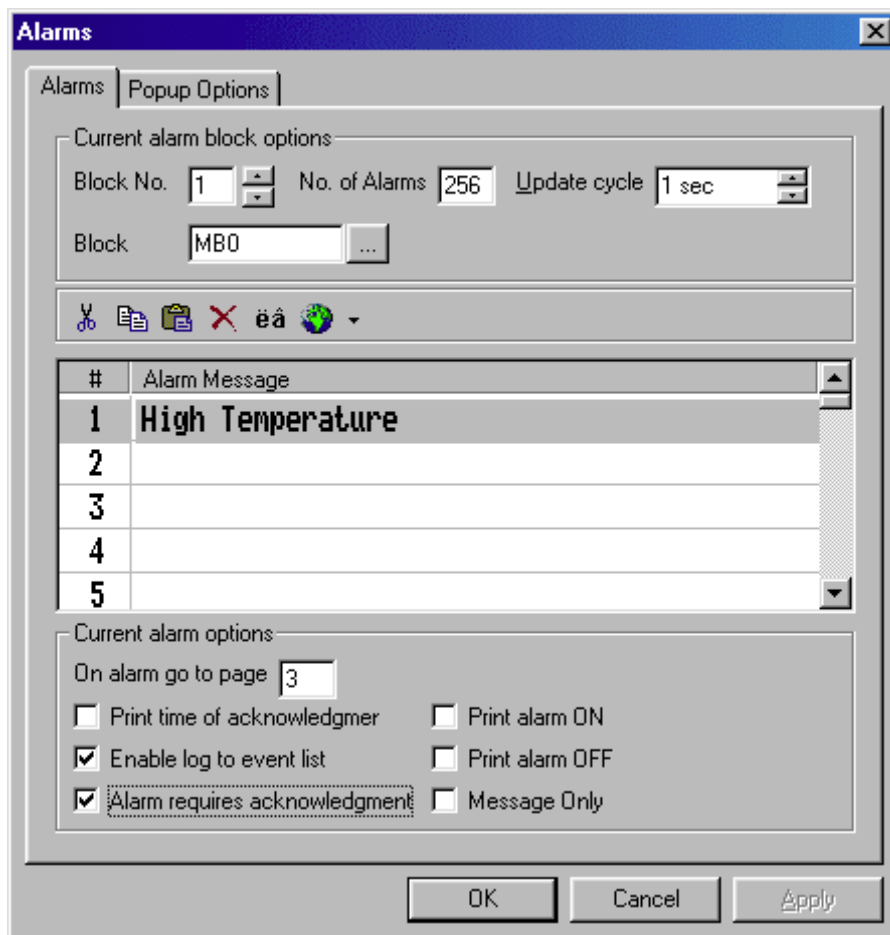 Alarms
Alarms Popup Options
Current alarm block options
Block No. 1 No. of Alarms 256 Update cycle 1 sec
Block MB0 ...
ëâ
# Alarm Message
1 High Temperature
2
3
4
5
Current alarm options
On alarm go to page 3
Print time of acknowledgmer Print alarm ON
Enable log to event list Print alarm OFF
Alarm requires acknowledgment Message Only
OK Cancel Apply